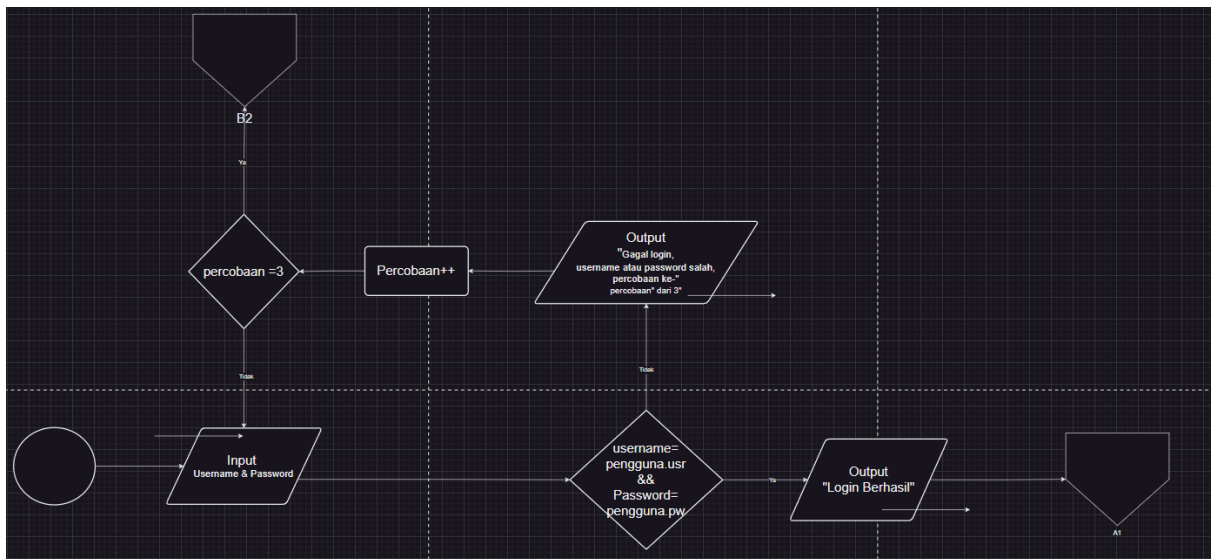 B2
Ya
percobaan =3
Percobaan++
Output
"Gagal login,
username atau password salah,
percobaan ke-"
percobaan" dari 3"
Tidak
Tidak
Input
Username & Password
username=
pengguna.usr
&&
Password=
pengguna.pw
Ya
Output
"Login Berhasil"
A1